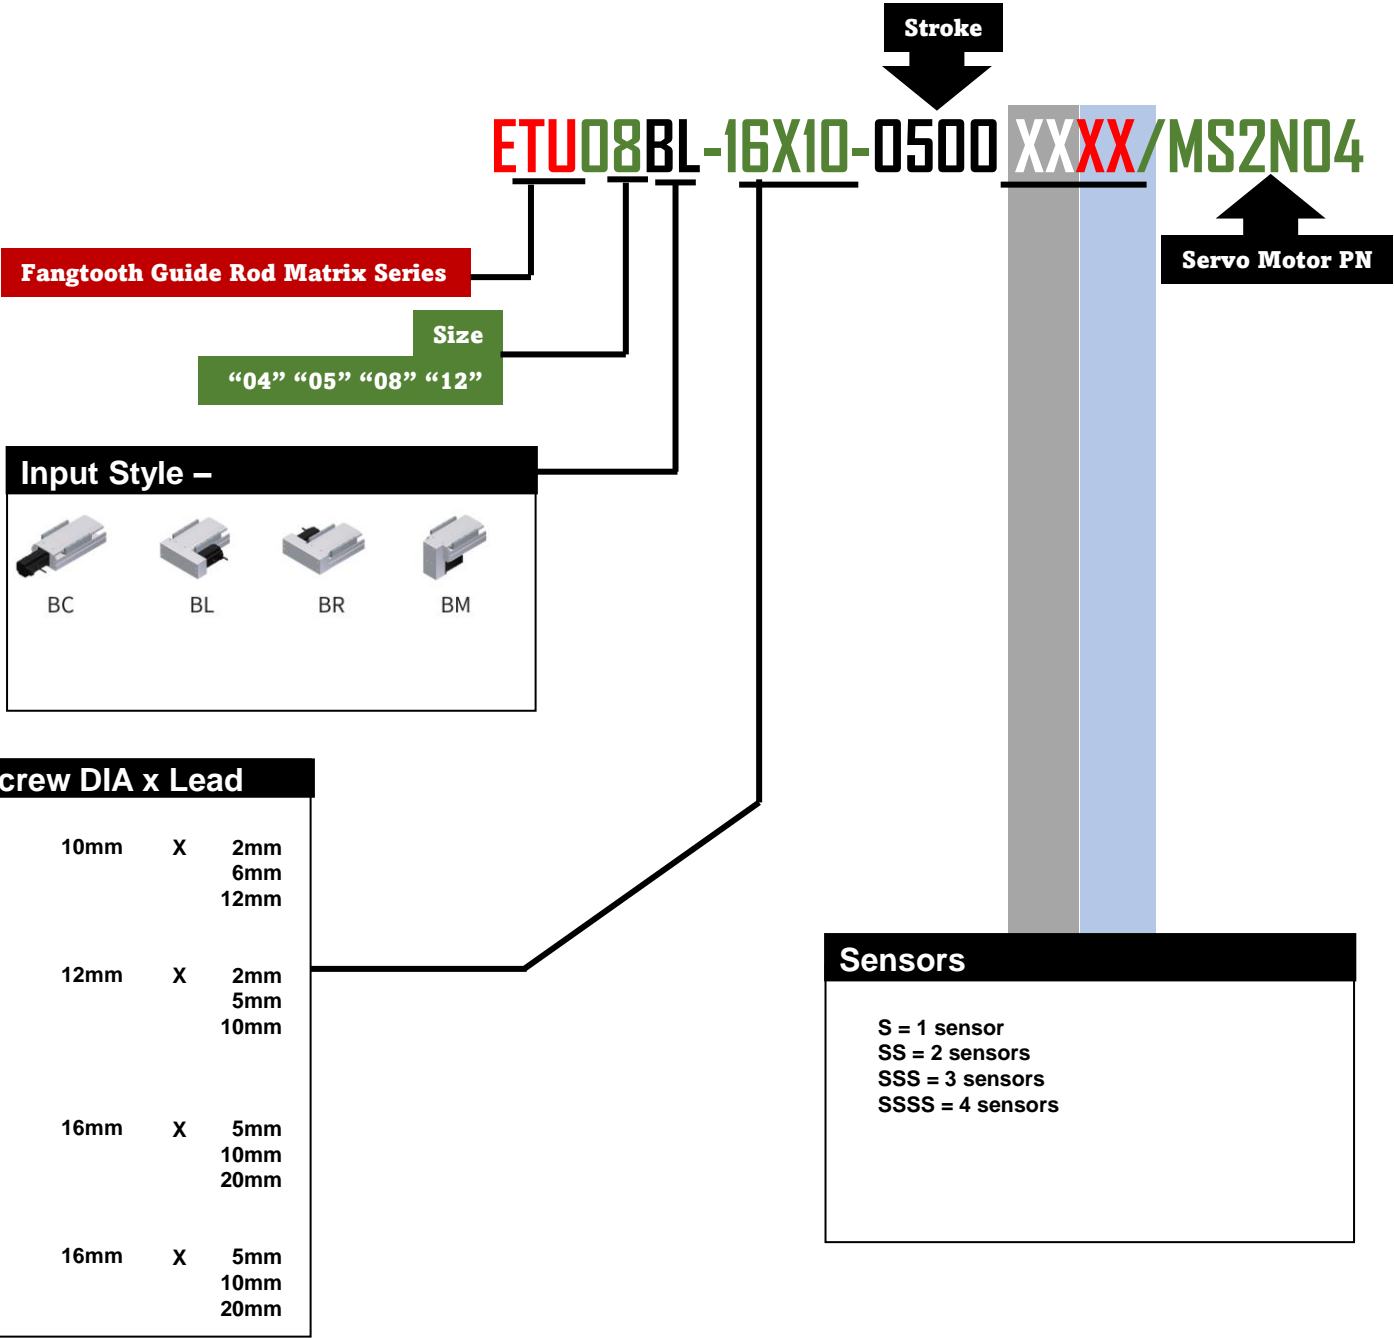 Stroke
ETU08BL-16X10-0500 XXXX/MS2N04
Fangtooth Guide Rod Matrix Series
Servo Motor PN
Size
“04” “05” “08” “12”
Input Style –
BC BL BR BM
crew DIA x Lead
10mm X 2mm
6mm
12mm
12mm X 2mm
5mm
10mm
16mm X 5mm
10mm
20mm
16mm X 5mm
10mm
20mm
Sensors
S = 1 sensor
SS = 2 sensors
SSS = 3 sensors
SSSS = 4 sensors